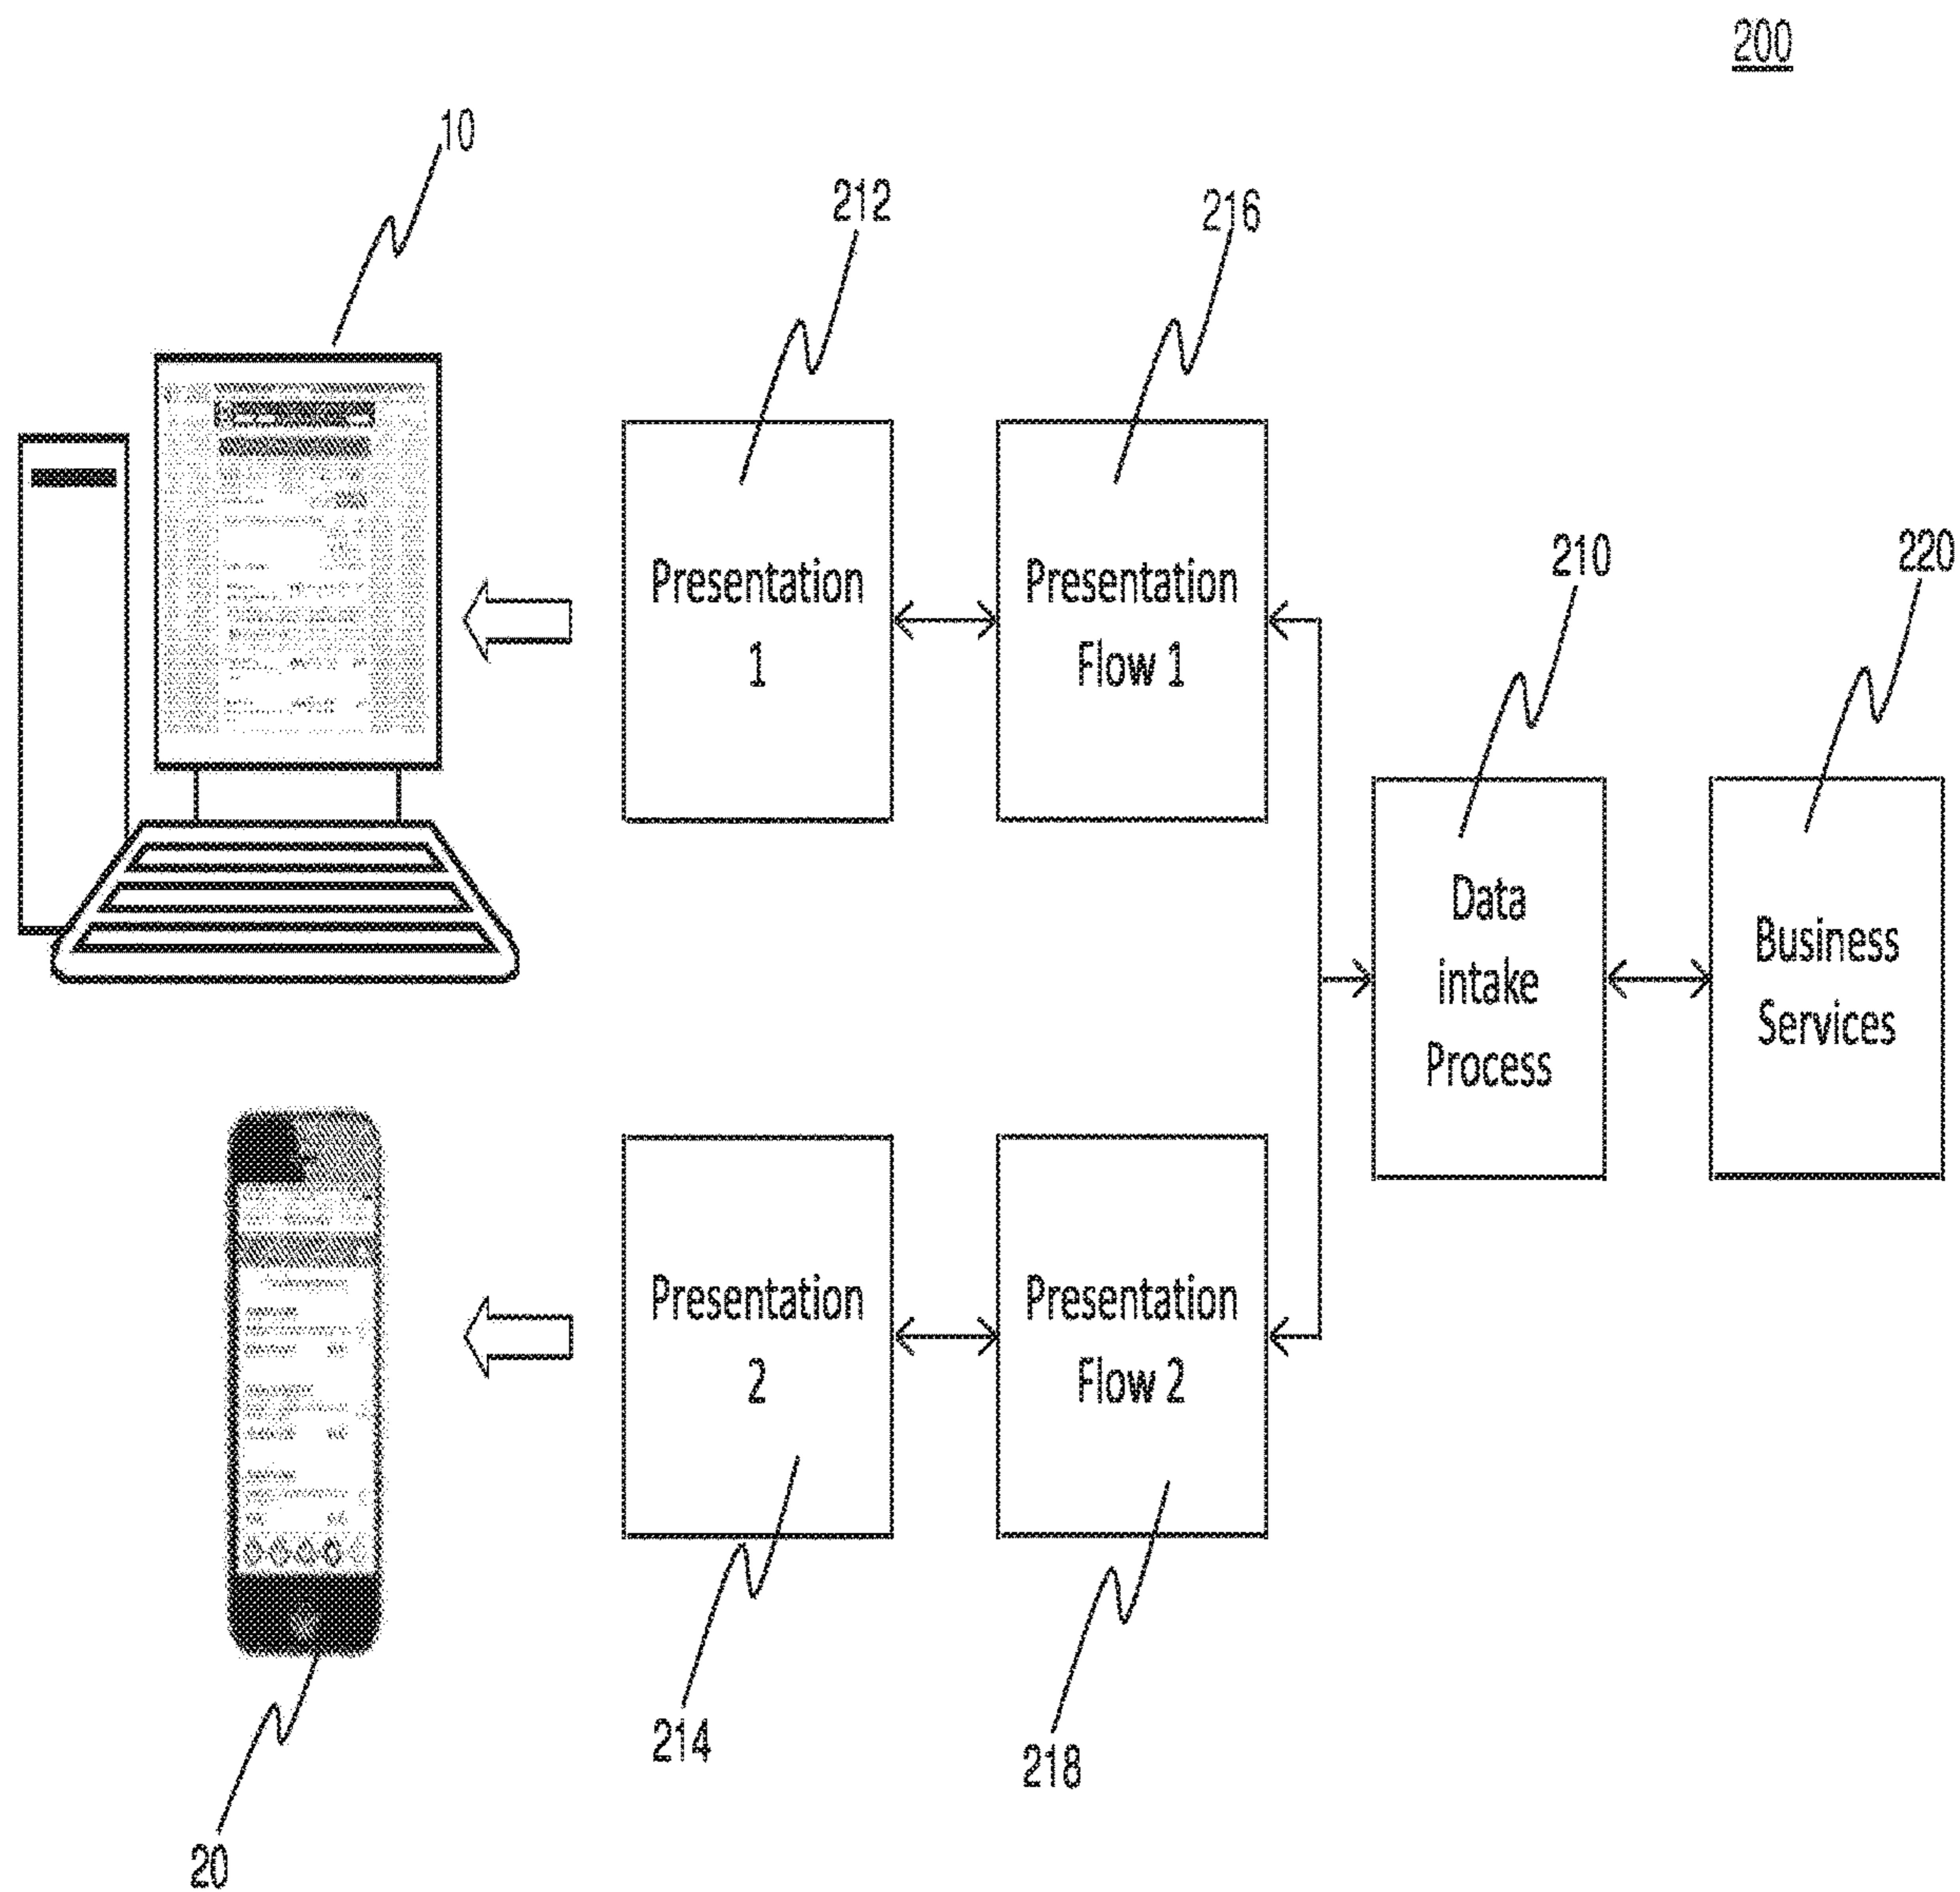 200
10
212
216
210
220
Presentation
1
Presentation
Flow 1
Data
intake
Process
Business
Services
Presentation
2
Presentation
Flow 2
214
218
20